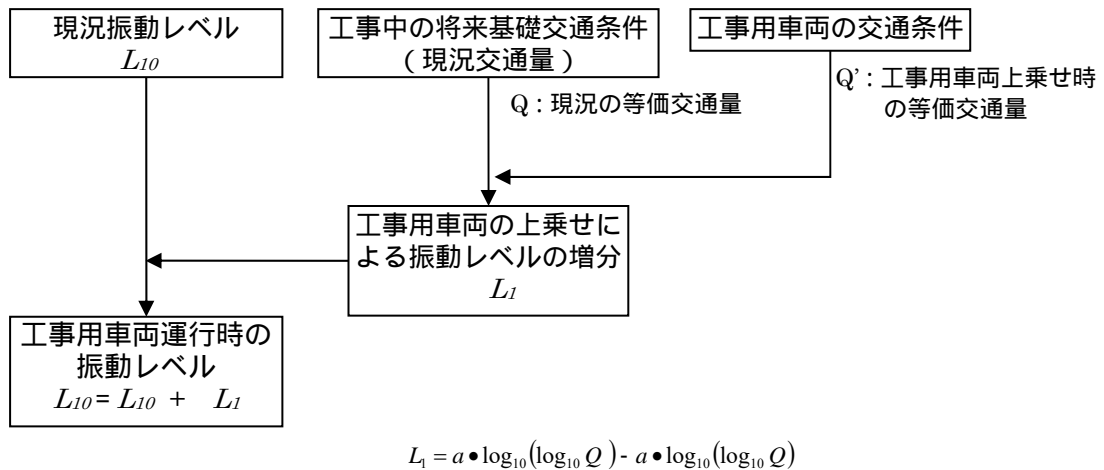 現況振動レベル
L10
工事中の将来基礎交通条件
(現況交通量)
工事用車両の交通条件
Q:現況の等価交通量
Q’:工事用車両上乗せ時
の等価交通量
工事用車両の上乗せに
よる振動レベルの増分
L1
工事用車両運行時の
振動レベル
L10= L10 + L1
L1 = a•log10(log10 Q ) - a•log10(log10 Q)